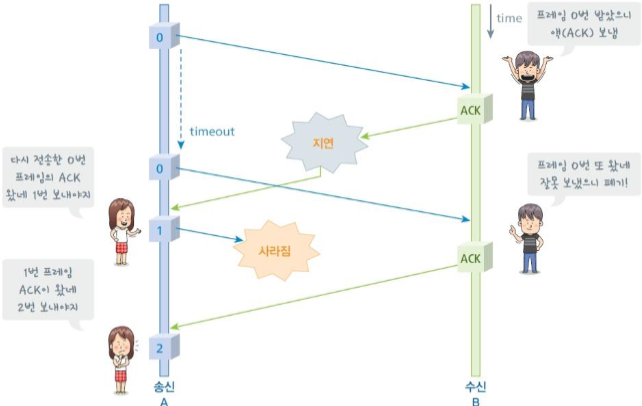 0
time
프레임 0번 받았으니
액(ACK) 보냄
ACK
timeout
지연
다시 전송한 0번
프레임의 ACK
왔네 1번 보내야지
0
프레임 0번 또 왔네
잘못 보냈으니 폐기!
1
사라짐
ACK
1번 프레임
ACK이 왔네
2번 보내야지
2
송신
A
수신
B